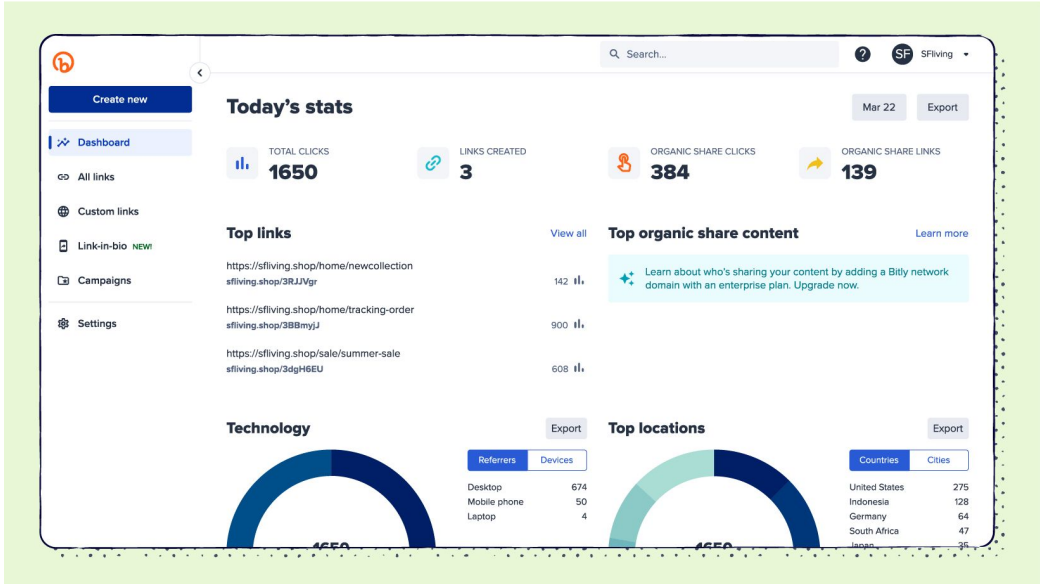 b
Search...
?
SF
SFliving
Create new
Dashboard
All links
Custom links
Link-in-bio NEW!
Campaigns
Settings
Today's stats
Mar 22
Export
TOTAL CLICKS
1650
LINKS CREATED
3
ORGANIC SHARE CLICKS
384
ORGANIC SHARE LINKS
139
Top links
View all
https://sfliving.shop/home/newcollection
sfliving.shop/3RJJVgr
142
https://sfliving.shop/home/tracking-order
sfliving.shop/3BBmyjJ
900
https://sfliving.shop/sale/summer-sale
sfliving.shop/3dgH6EU
608
Top organic share content
Learn more
Learn about who's sharing your content by adding a Bitly network
domain with an enterprise plan. Upgrade now.
Technology
Export
Referrers
Devices
Desktop 674
Mobile phone 50
Laptop 4
1650
Top locations
Export
Countries
Cities
United States 275
Indonesia 128
Germany 64
South Africa 47
Japan 35
1650